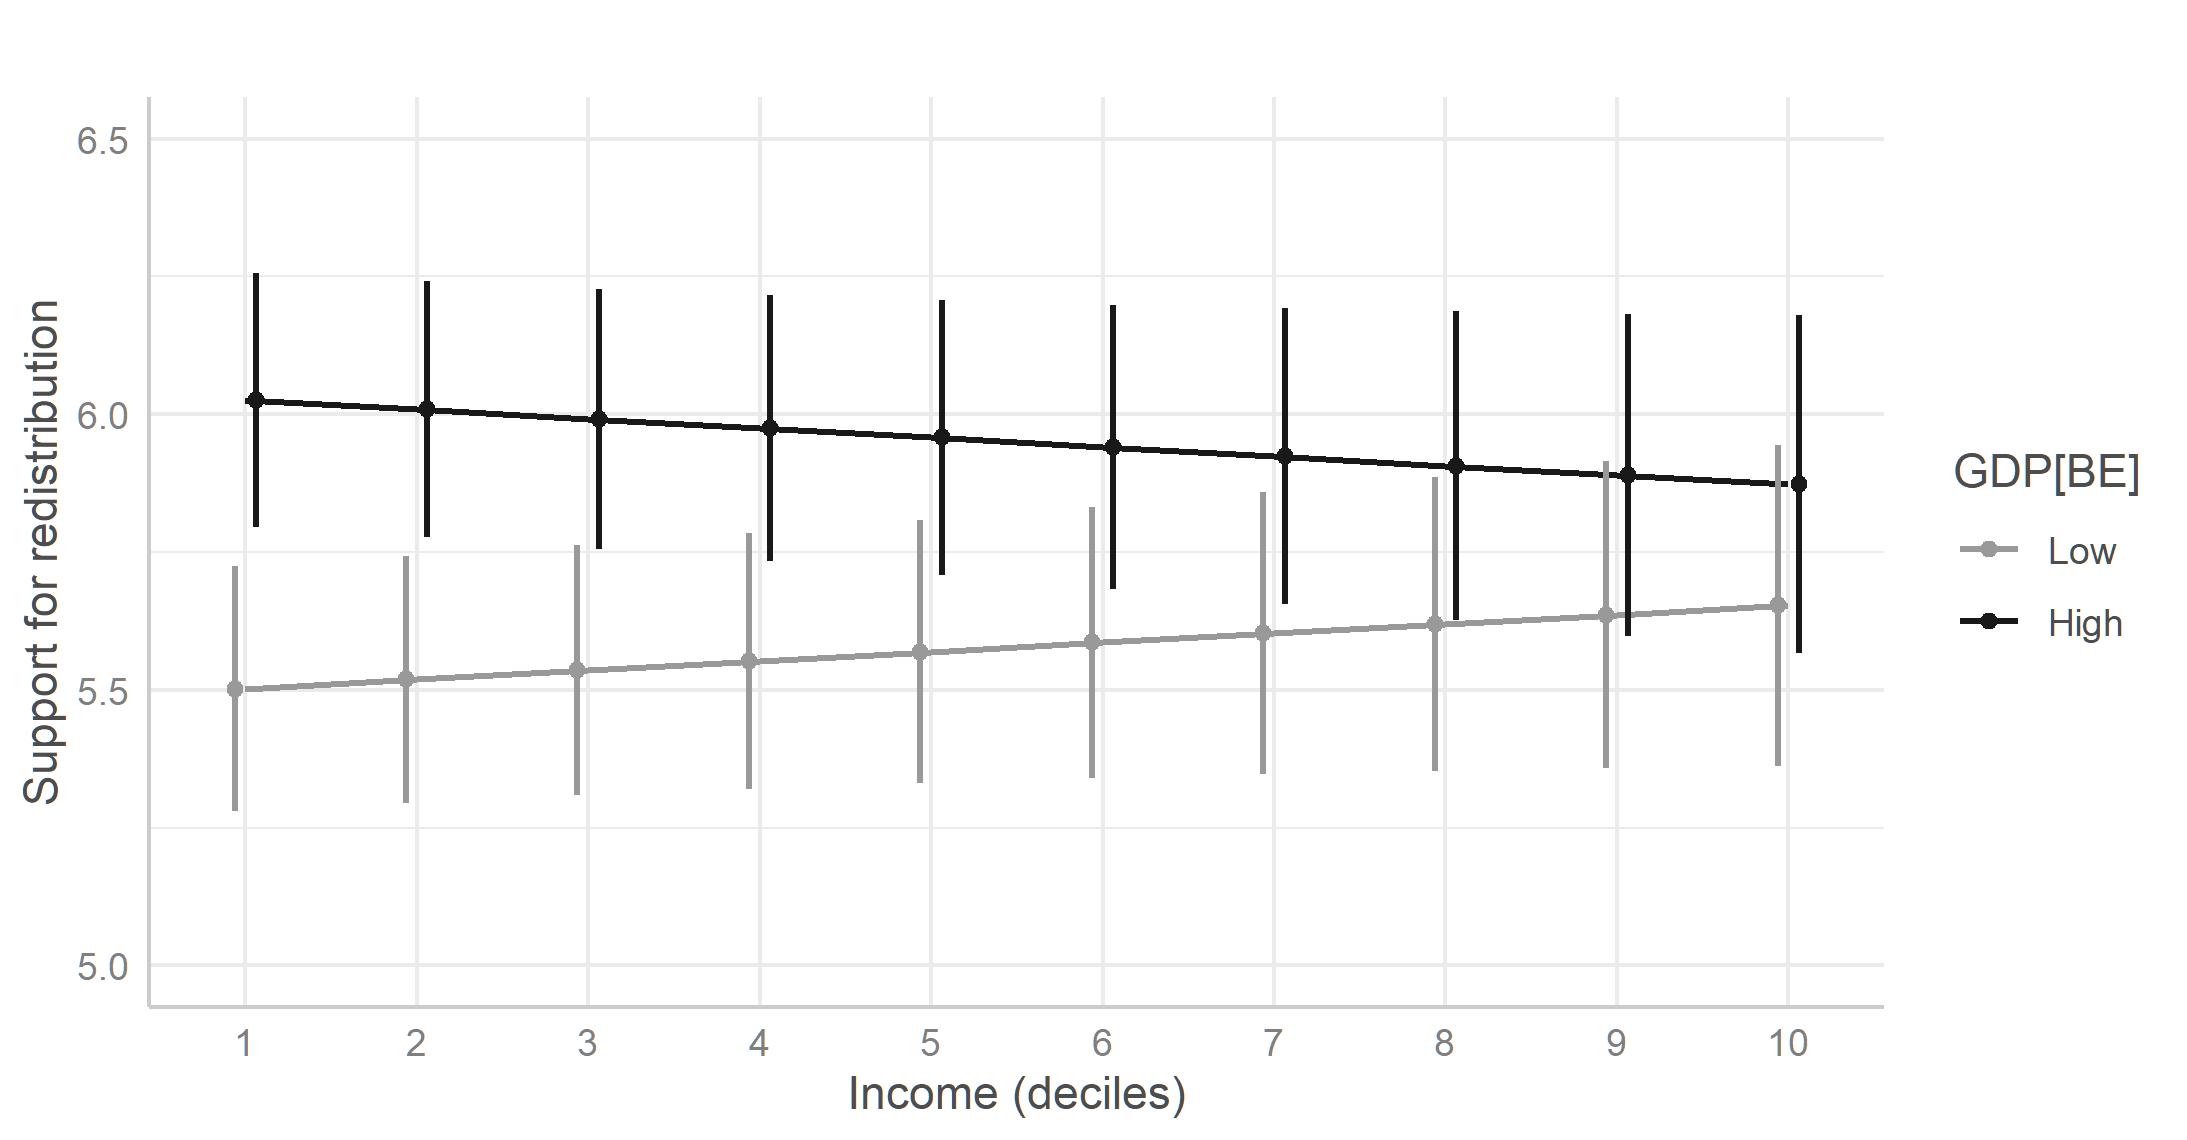 6.5
6.0
5.5
5.0
Support for redistribution
1 2 3 4 5 6 7 8 9 10
Income (deciles)
GDP[BE]
Low
High